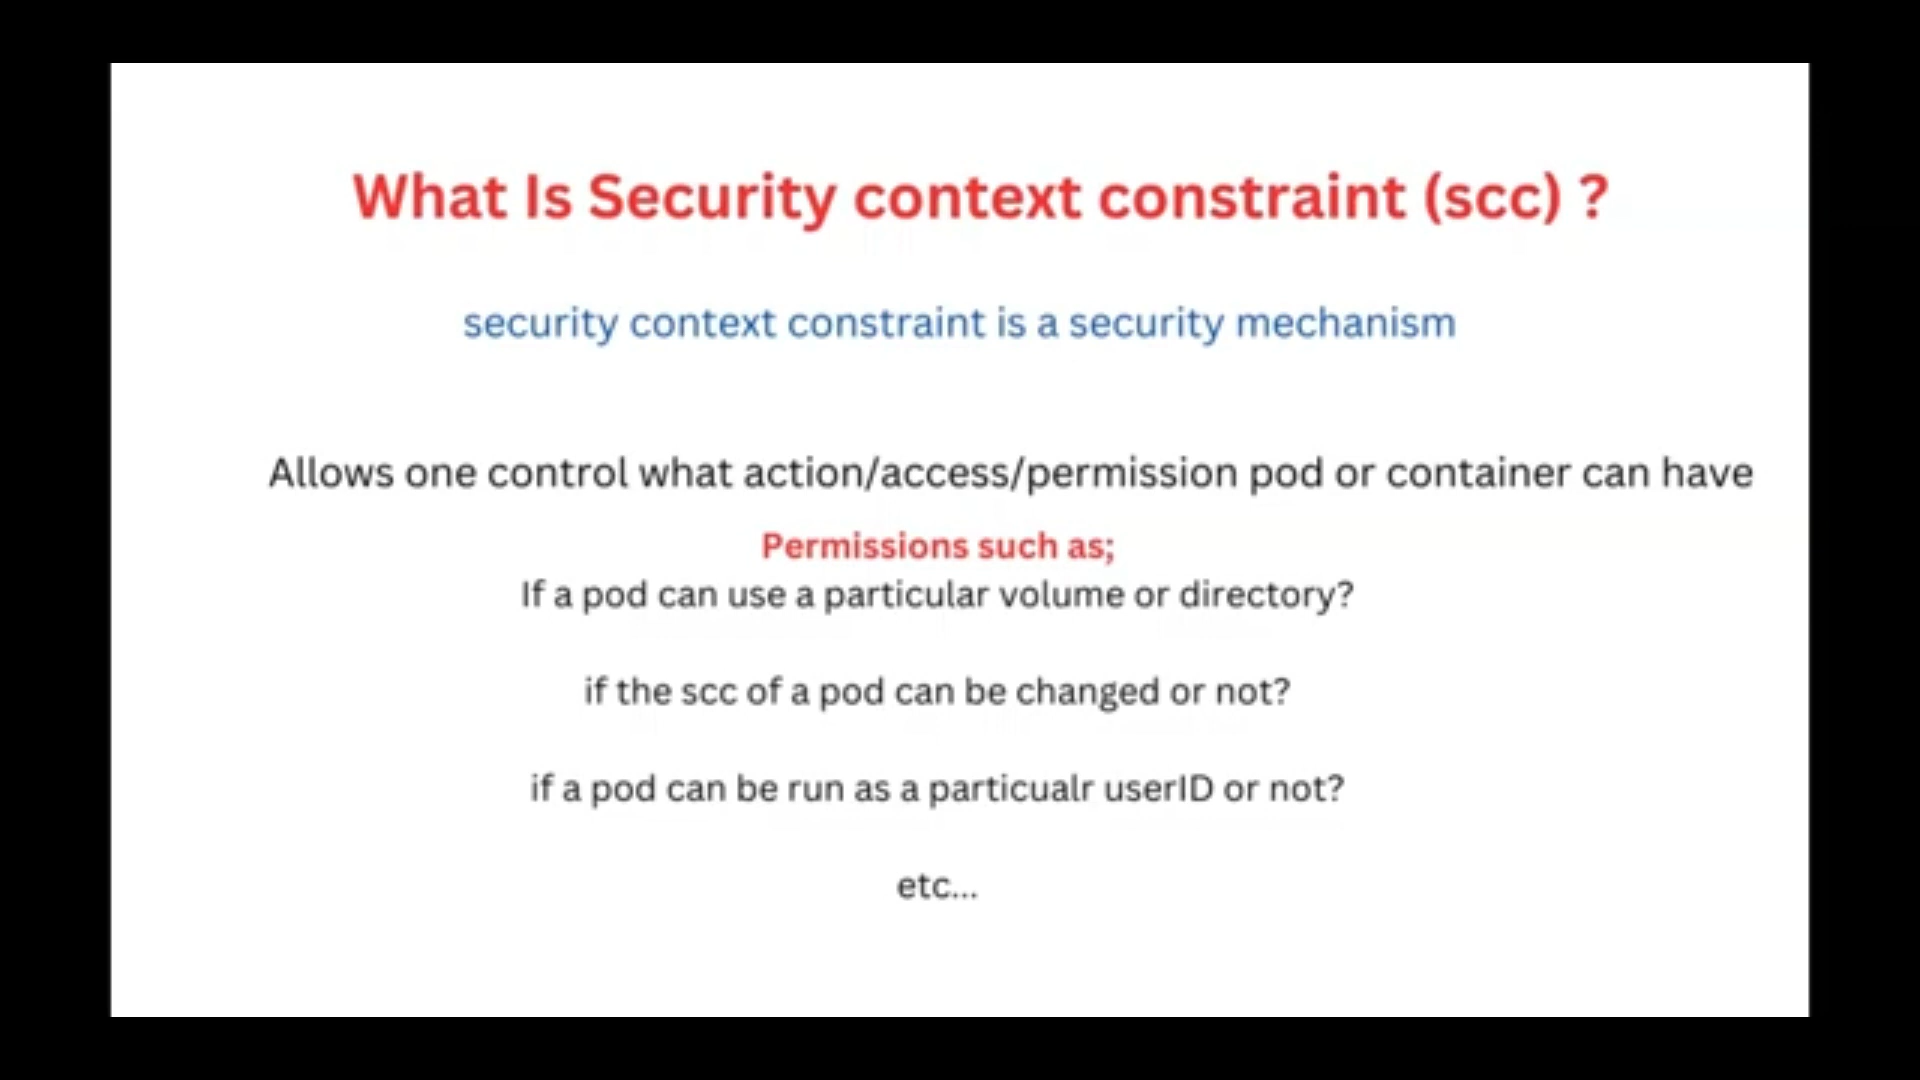 What Is Security context constraint (scc) ?
security context constraint is a security mechanism
Allows one control what action/access/permission pod or container can have
Permissions such as;
If a pod can use a particular volume or directory?
if the scc of a pod can be changed or not?
if a pod can be run as a particualr userID or not?
etc...